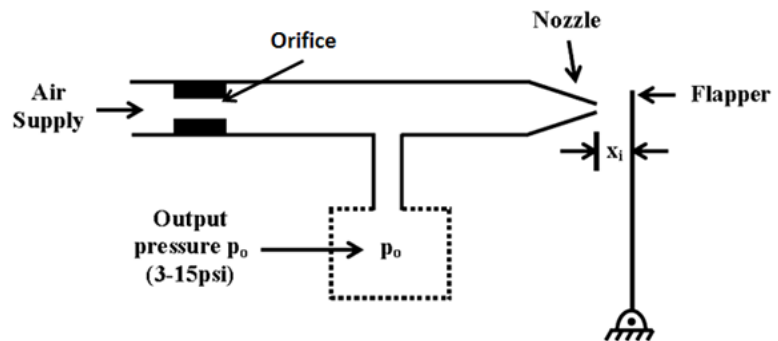 Nozzle
Orifice
Air
Supply
Flapper
xᵢ
Output
pressure pₒ
(3-15psi)
pₒ